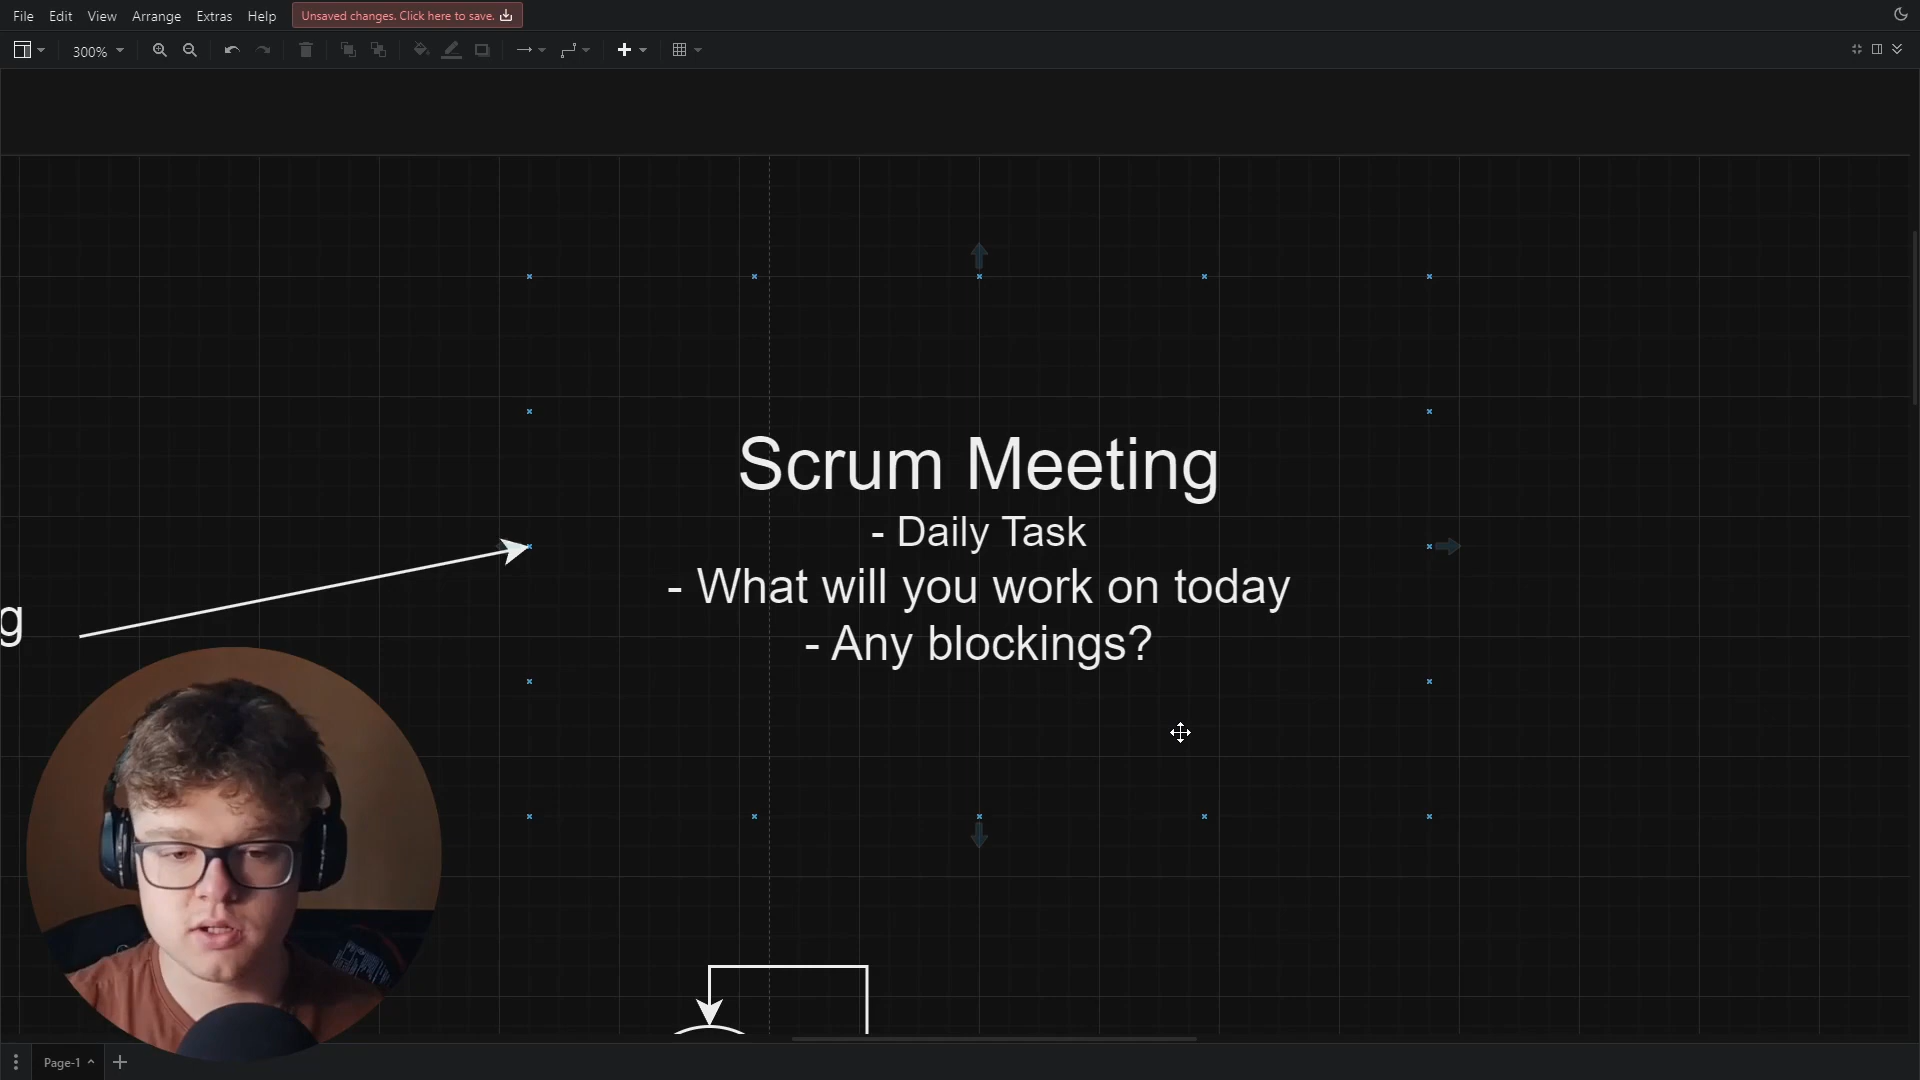 File Edit View Arrange Extras Help Unsaved changes. Click here to save.
300%
Scrum Meeting
- Daily Task
- What will you work on today
- Any blockings?
g
Page-1